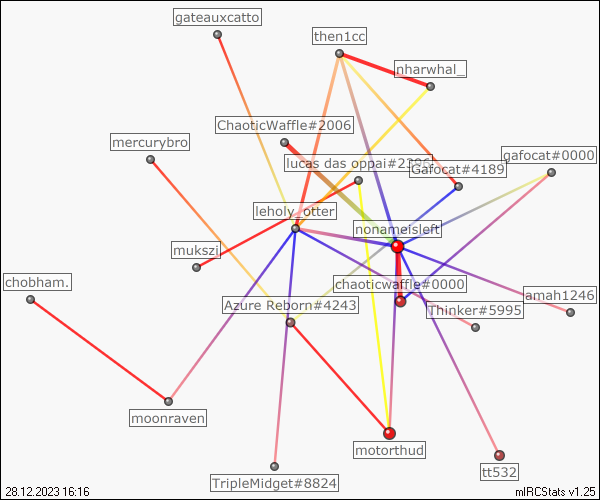 gateauxcatto
then1cc
nharwhal_
ChaoticWaffle#2006
mercurybro
gafocat#0000
lucas das oppai#2395
Gafocat#4189
leholy_otter
nonameisleft
mukszi
chobham.
chaoticwaffle#0000
amah1246
Azure Reborn#4243
Thinker#5995
moonraven
motorthud
tt532
TripleMidget#8824
28.12.2023 16:16
mIRCStats v1.25